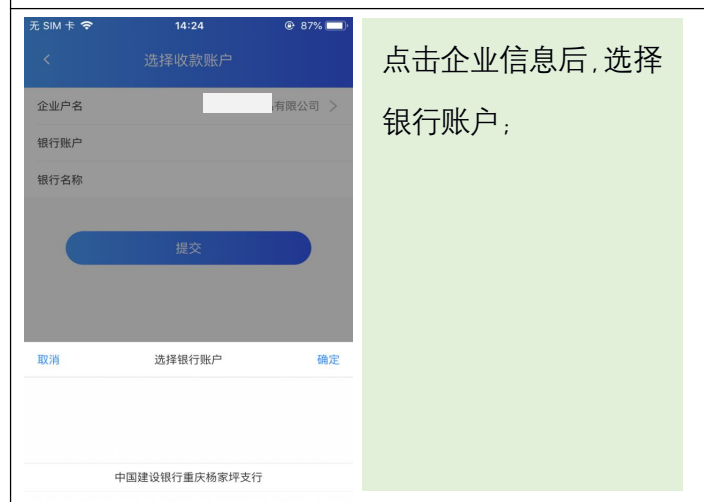 无 SIM 卡 14:24 87%
选择收款账户
企业户名 有限公司
银行账户
银行名称
提交
取消 选择银行账户 确定
中国建设银行重庆杨家坪支行
点击企业信息后,选择
银行账户;